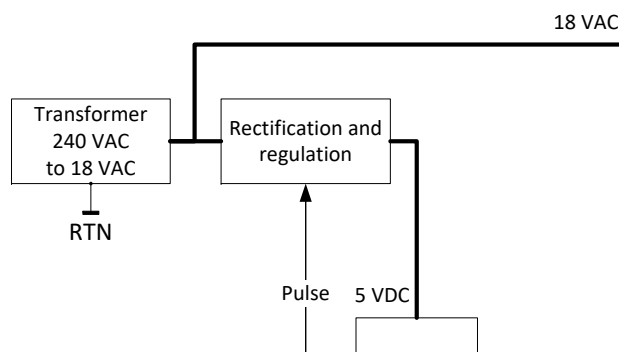 18 VAC
Transformer
240 VAC
to 18 VAC
Rectification and
regulation
RTN
Pulse
5 VDC